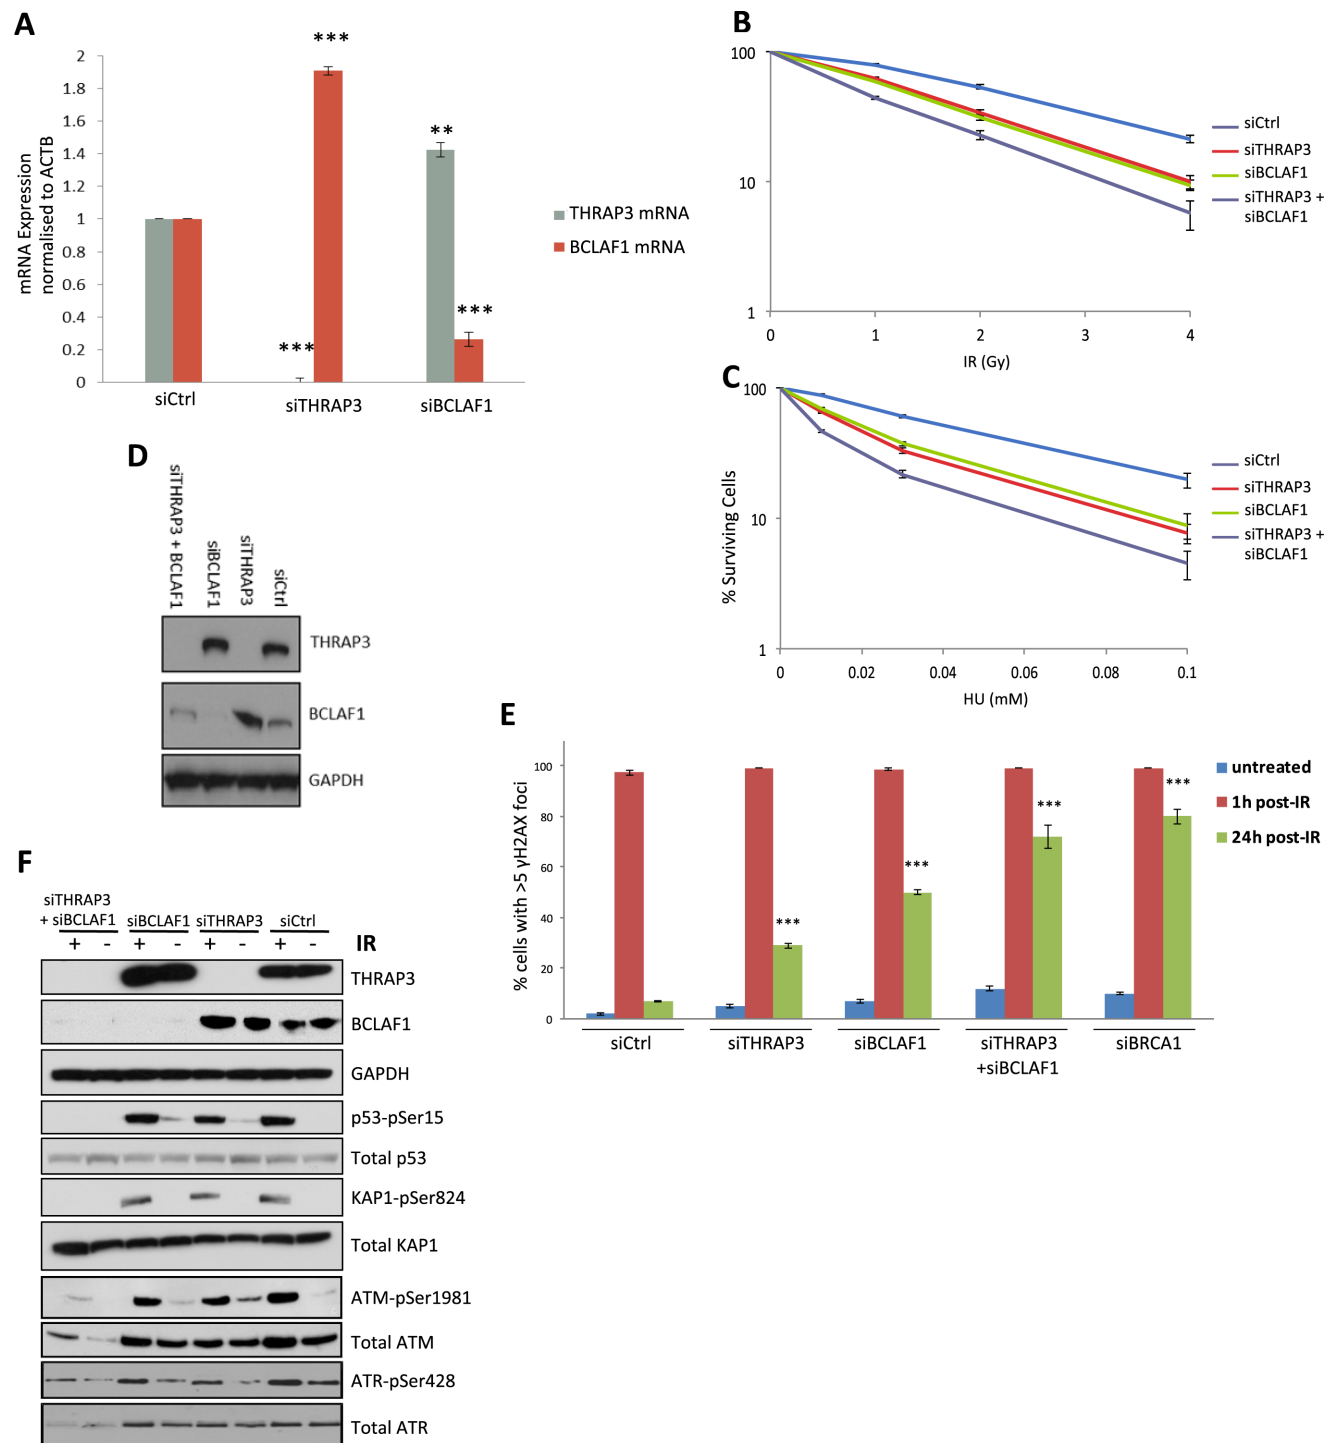 A
mRNA Expression
normalised to ACTB
2
1.8
1.6
1.4
1.2
1
0.8
0.6
0.4
0.2
0
***
***
**
***
siCtrl
siTHRAP3
siBCLAF1
THRAP3 mRNA
BCLAF1 mRNA
B
100
10
1
0
1
2
3
4
IR (Gy)
siCtrl
siTHRAP3
siBCLAF1
siTHRAP3 +
siBCLAF1
C
% Surviving Cells
100
10
1
0
0.02
0.04
0.06
0.08
0.1
HU (mM)
siCtrl
siTHRAP3
siBCLAF1
siTHRAP3 +
siBCLAF1
D
siTHRAP3 + BCLAF1
siBCLAF1
siTHRAP3
siCtrl
THRAP3
BCLAF1
GAPDH
E
% cells with >5 γH2AX foci
100
80
60
40
20
0
***
***
***
***
siCtrl
siTHRAP3
siBCLAF1
siTHRAP3
+siBCLAF1
siBRCA1
untreated
1h post-IR
24h post-IR
F
siTHRAP3
+ siBCLAF1
siBCLAF1
siTHRAP3
siCtrl
+ - + - + - + - IR
THRAP3
BCLAF1
GAPDH
p53-pSer15
Total p53
KAP1-pSer824
Total KAP1
ATM-pSer1981
Total ATM
ATR-pSer428
Total ATR